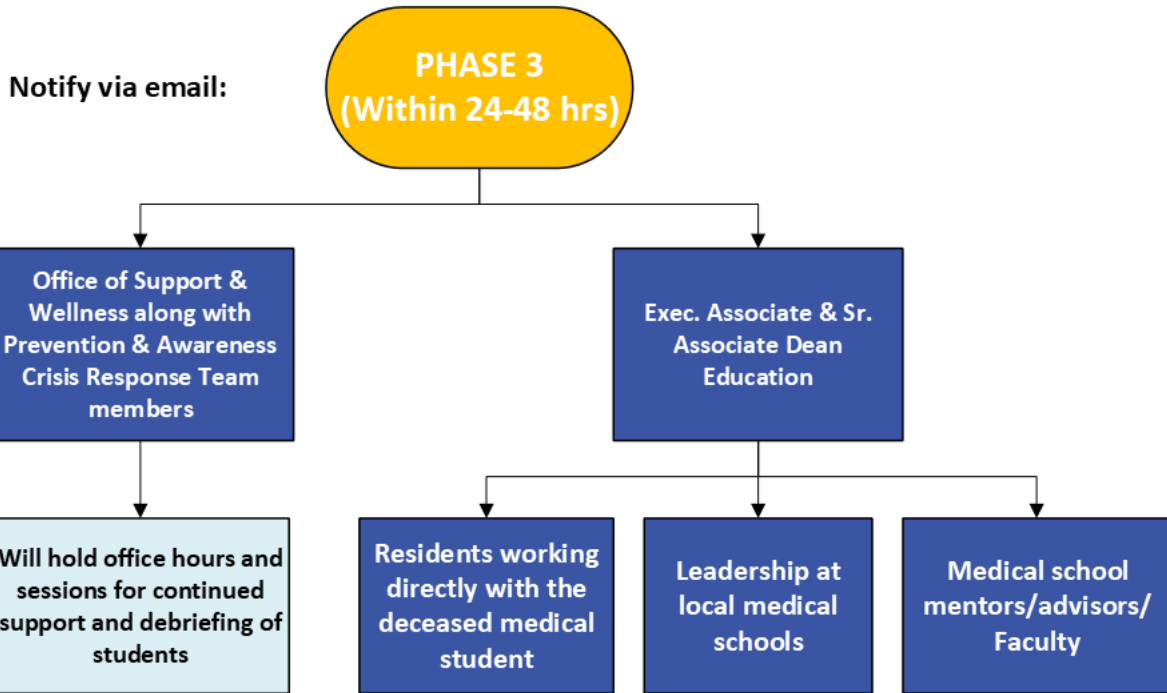 Notify via email:
PHASE 3
(Within 24-48 hrs)
Office of Support &
Wellness along with
Prevention & Awareness
Crisis Response Team
members
Exec. Associate & Sr.
Associate Dean
Education
Will hold office hours and
sessions for continued
support and debriefing of
students
Residents working
directly with the
deceased medical
student
Leadership at
local medical
schools
Medical school
mentors/advisors/
Faculty